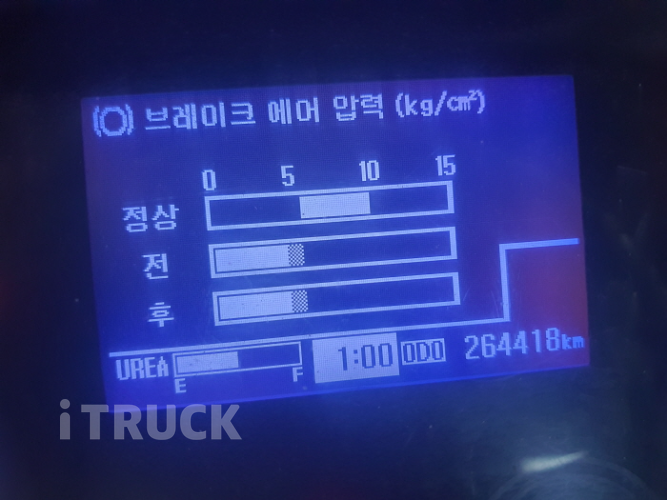 브레이크 에어 압력 (kg/㎠)
0 5 10 15
정상
전
후
UREA E F 1:00 ODO 264418km
i TRUCK